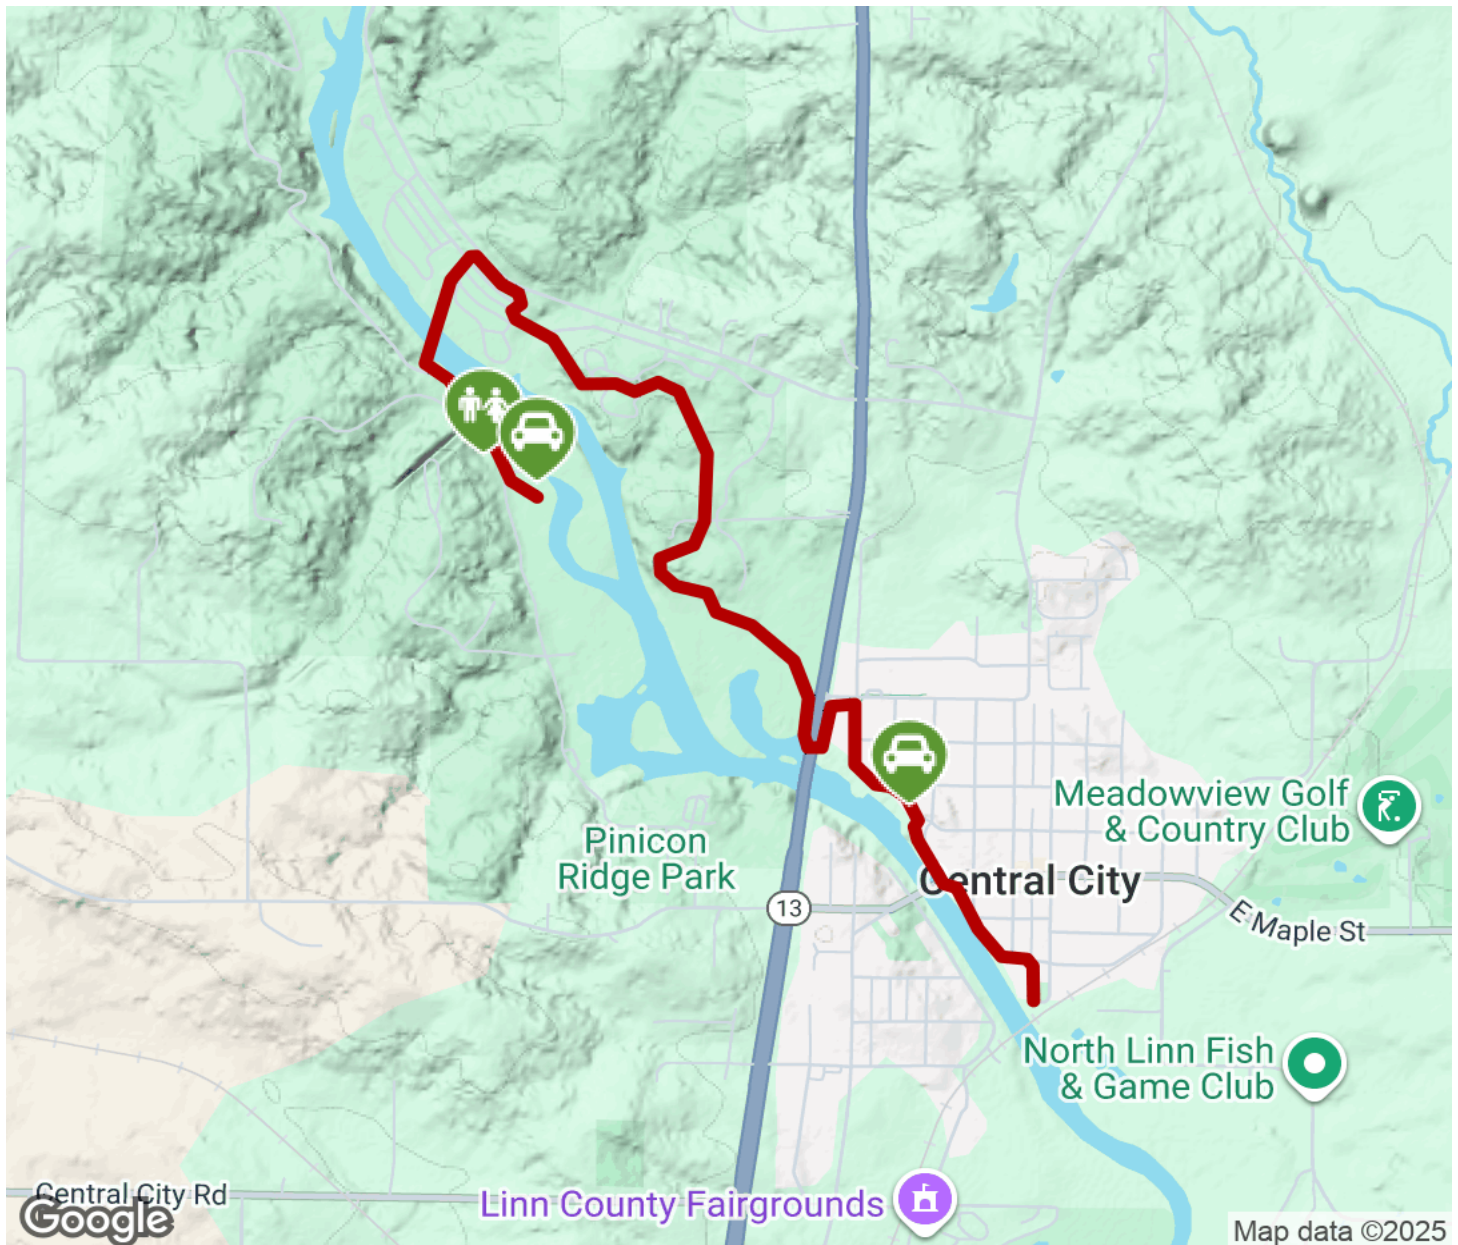 Meadowview Golf
& Country Club
Pinicon
Ridge Park
Central City
13
E Maple St
North Linn Fish
& Game Club
Central City Rd
Linn County Fairgrounds
Google
Map data ©2025